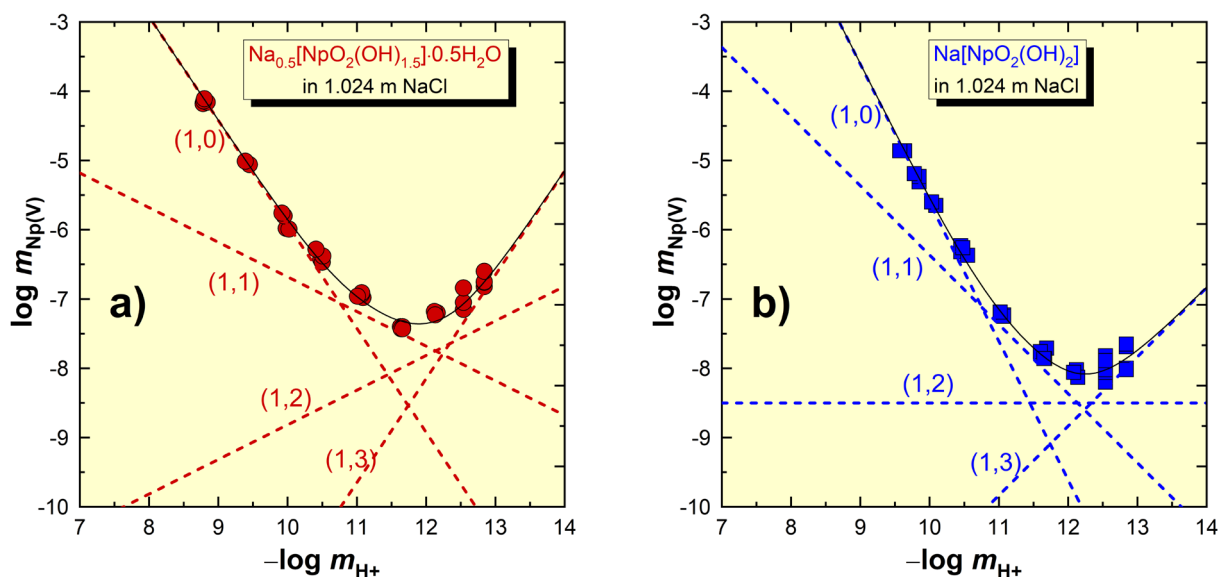 a)
Na0.5[NpO2(OH)1.5]·0.5H2O
in 1.024 m NaCl
(1,0)
(1,1)
(1,2)
(1,3)
-3
-4
-5
-6
-7
-8
-9
-10
7 8 9 10 11 12 13 14
log mNp(V)
−log mH+
b)
Na[NpO2(OH)2]
in 1.024 m NaCl
(1,0)
(1,1)
(1,2)
(1,3)
-3
-4
-5
-6
-7
-8
-9
-10
7 8 9 10 11 12 13 14
log mNp(V)
−log mH+